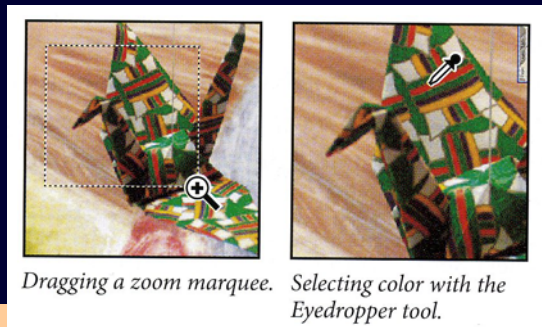 Dragging a zoom marquee.
Selecting color with the
Eyedropper tool.